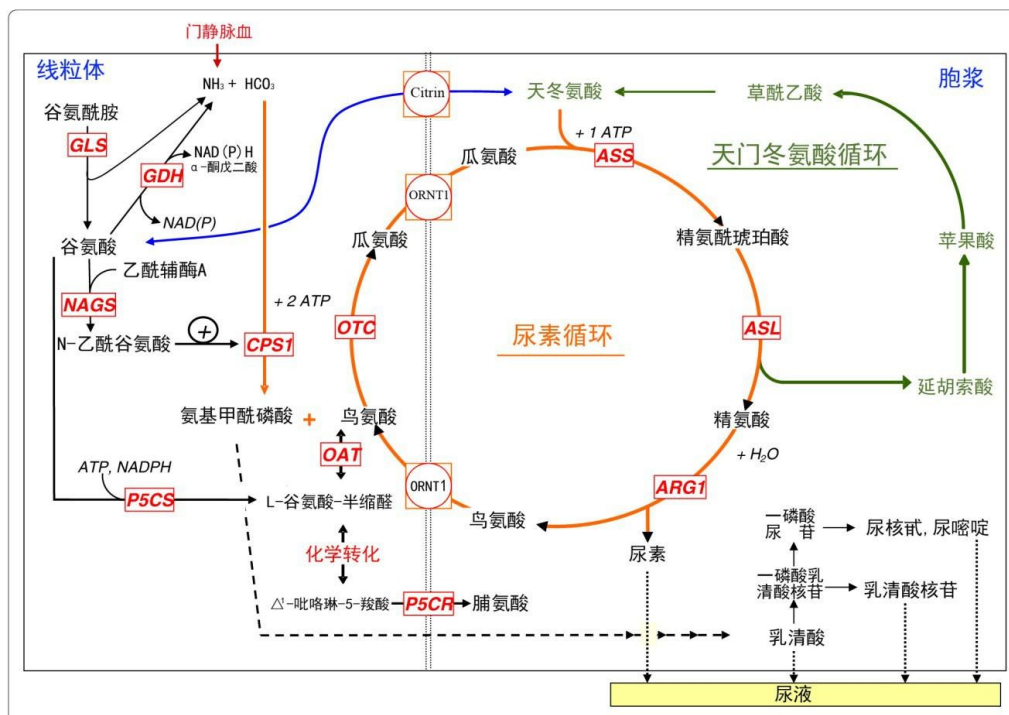 门静脉血
线粒体
胞浆
NH₃ + HCO₃
Citrin
天冬氨酸
草酰乙酸
谷氨酰胺
+ 1 ATP
GLS
NAD(P)H
α-酮戊二酸
GDH
瓜氨酸
ASS
天门冬氨酸循环
ORNT1
NAD(P)
谷氨酸
瓜氨酸
精氨酰琥珀酸
苹果酸
乙酰辅酶A
NAGS
+ 2 ATP
OTC
尿素循环
ASL
N-乙酰谷氨酸
+
CPS1
延胡索酸
氨基甲酰磷酸
+
鸟氨酸
精氨酸
OAT
+ H₂O
ATP, NADPH
P5CS
L-谷氨酸-半缩醛
ORNT1
ARG1
鸟氨酸
一磷酸
尿 苷
尿核甙, 尿嘧啶
尿素
化学转化
一磷酸乳
清酸核苷
乳清酸核苷
△¹-吡咯琳-5-羧酸
P5CR
脯氨酸
乳清酸
尿液